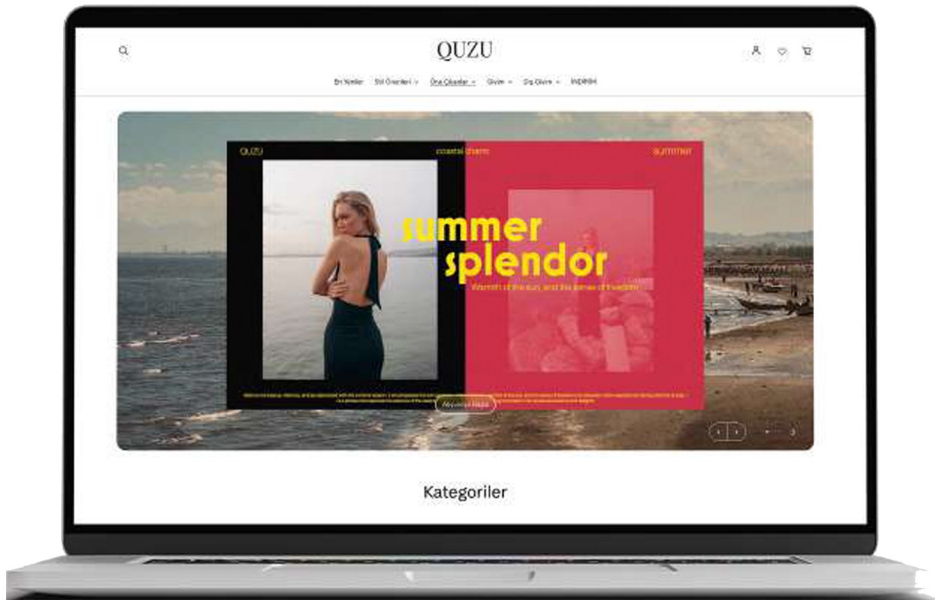 QUZU
En Yeniler Stil Önerileri Öne Çıkanlar Giyim Dış Giyim İNDİRİM
QUZU coastal charm summer
summer
splendor
Warmth of the sun, and the sense of freedom
Alışverişe Başla
Kategoriler